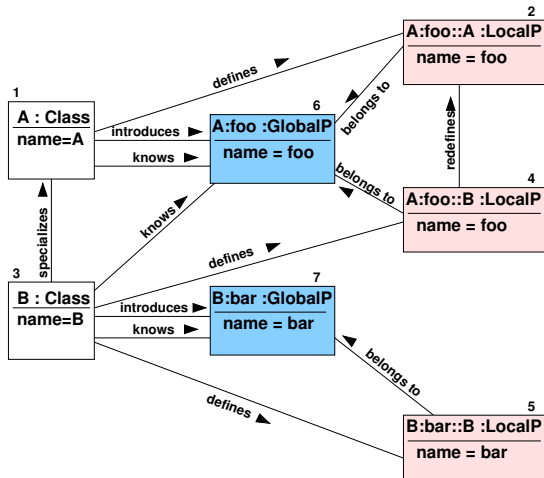 2
A:foo::A :LocalP
name = foo
defines
belongs to
1
A : Class
name=A
6
introduces
A:foo :GlobalP
name = foo
knows
redefines
belongs to
4
A:foo::B :LocalP
name = foo
specializes
knows
3
defines
7
B : Class
name=B
introduces
B:bar :GlobalP
name = bar
knows
belongs to
defines
5
B:bar::B :LocalP
name = bar